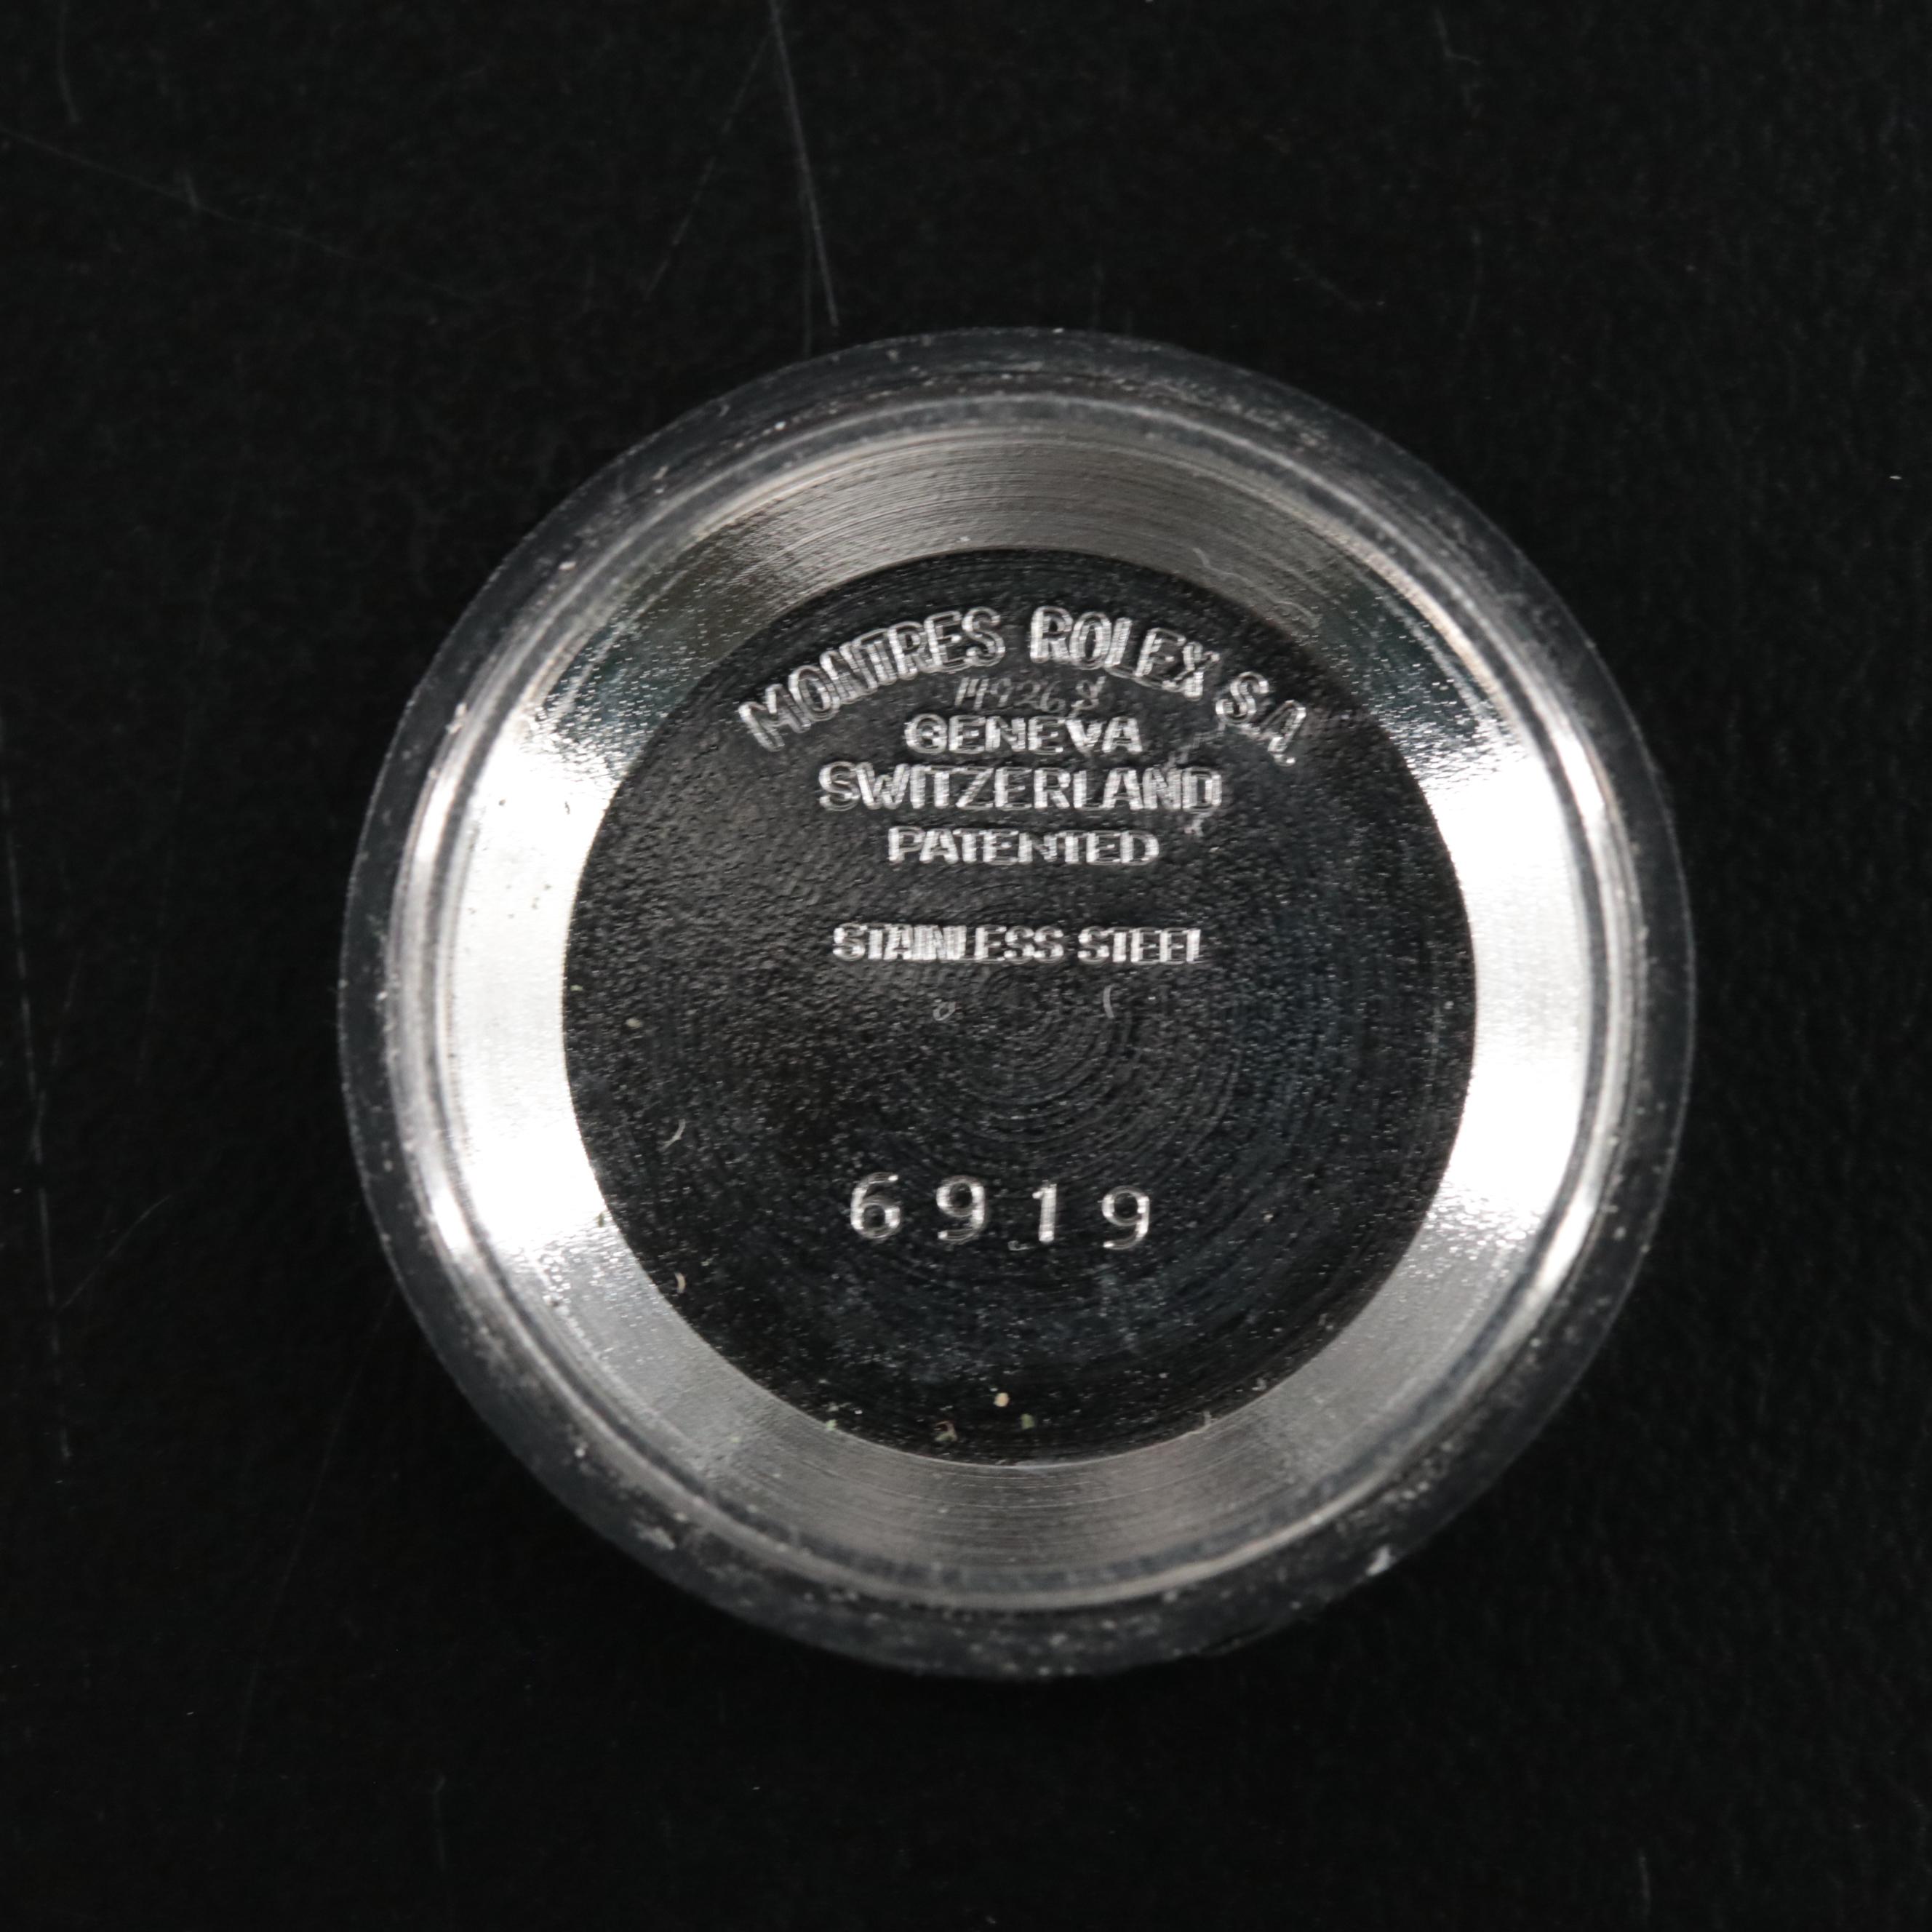 MONTRES ROLEX S.A.
GENEVA
SWITZERLAND
PATENTED
STAINLESS STEEL
6919